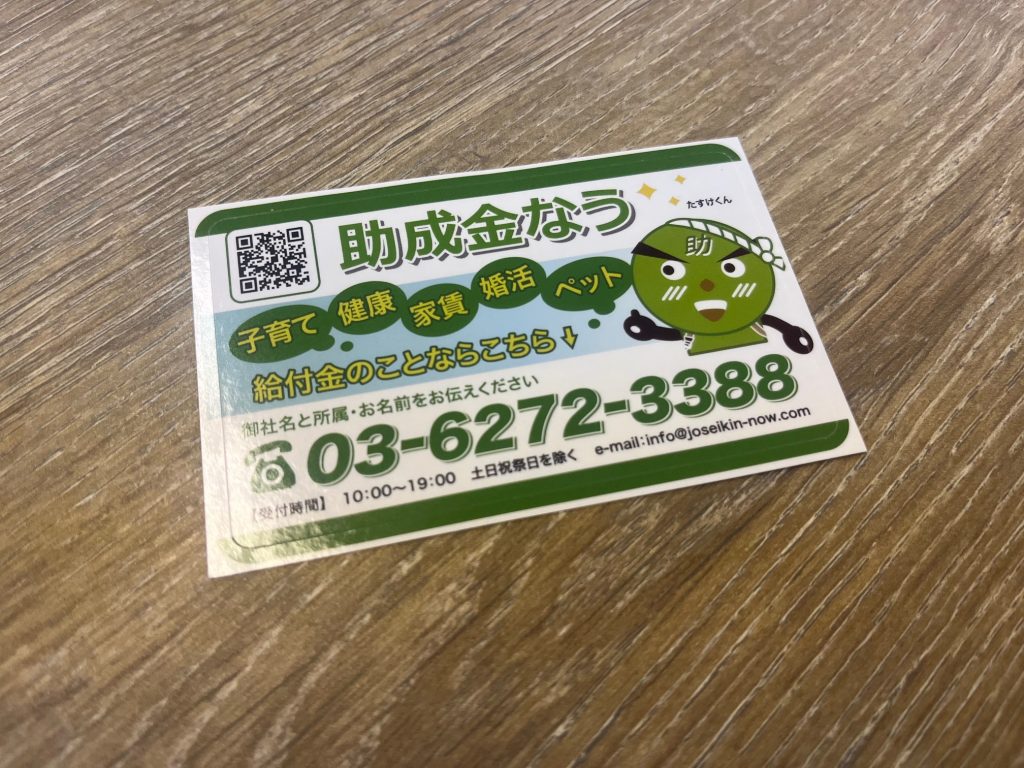 助成金なう
たすけくん
助
子育て 健康 家賃 婚活 ペット
給付金のことならこちら↓
御社名と所属・お名前をお伝えください
03-6272-3388
【受付時間】 10:00～19:00 土日祝祭日を除く e-mail:info@joseikin-now.com